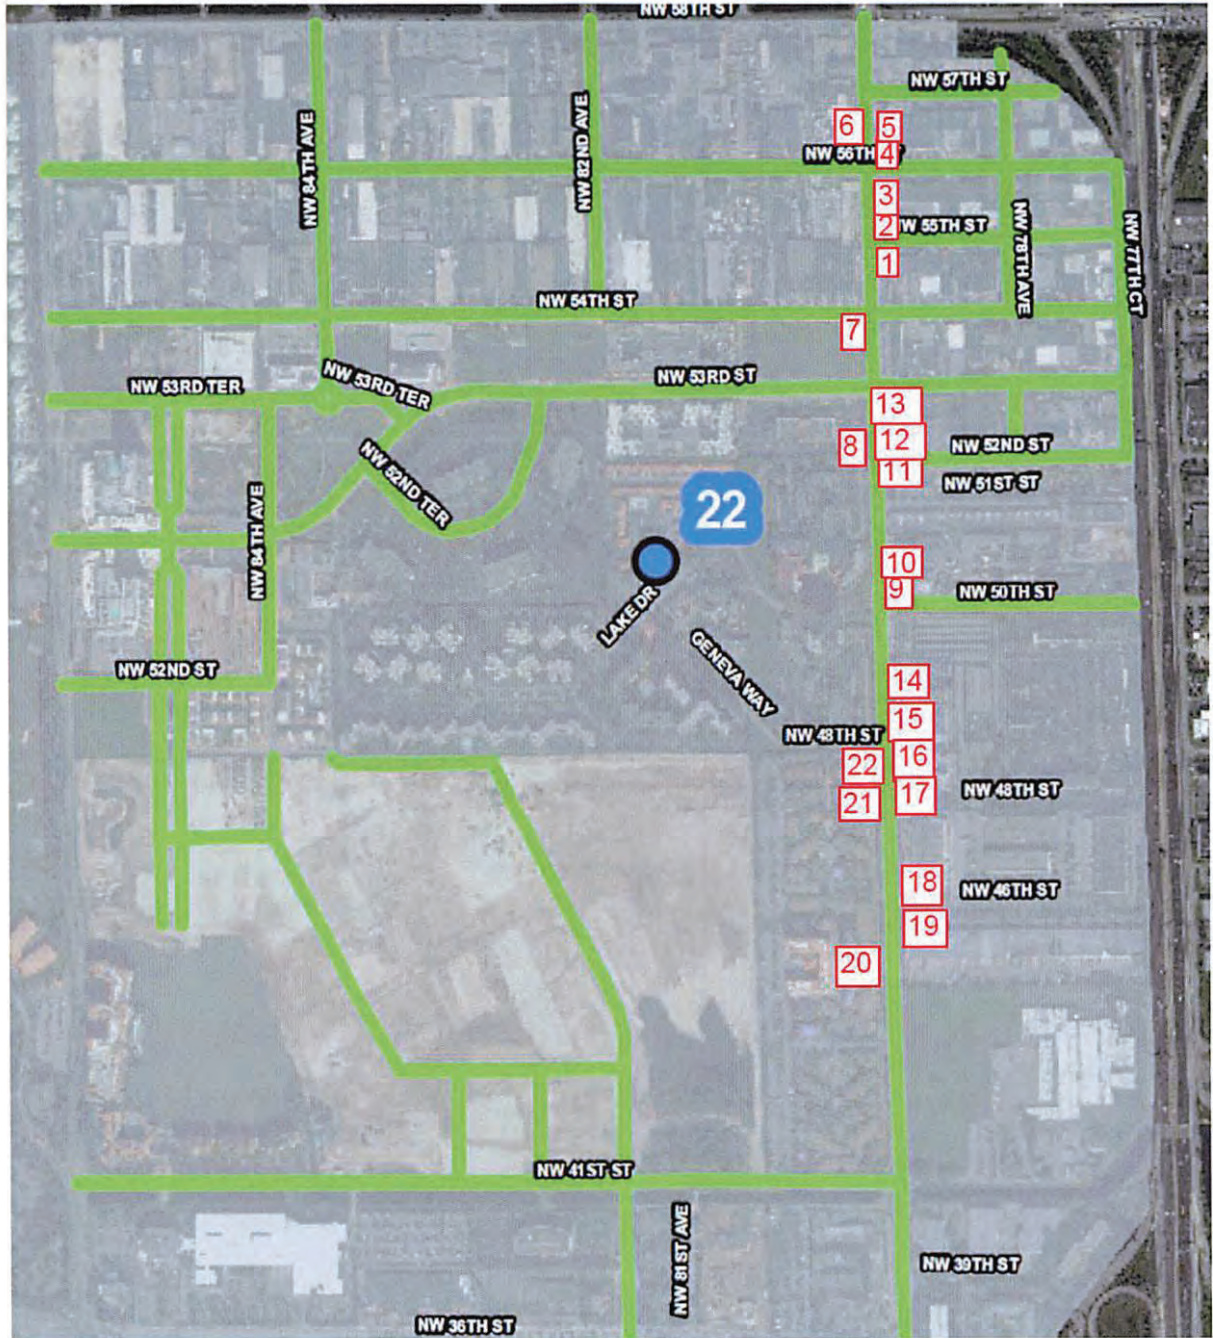 NW 58TH ST
NW 57TH ST
NW 84TH AVE
NW 82ND AVE
6
5
NW 56TH
4
3
2
NW 55TH ST
NW 78TH AVE
NW 77TH CT
1
NW 54TH ST
7
NW 53RD TER
NW 53RD TER
NW 53RD ST
13
8
12
NW 52ND ST
11
NW 51ST ST
NW 52ND TER
22
NW 84TH AVE
10
9
NW 50TH ST
LAKE DR
GENEVA WAY
NW 52ND ST
14
15
NW 48TH ST
22
16
21
17
NW 48TH ST
18
NW 46TH ST
19
20
NW 41ST ST
NW 81ST AVE
NW 39TH ST
NW 36TH ST